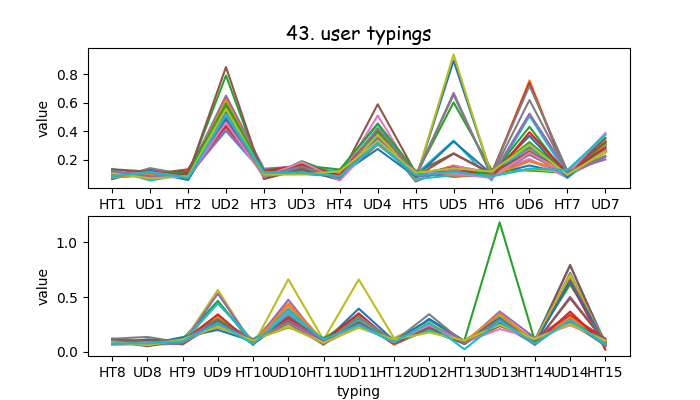 43. user typings
value
0.8
0.6
0.4
0.2
HT1 UD1 HT2 UD2 HT3 UD3 HT4 UD4 HT5 UD5 HT6 UD6 HT7 UD7
value
1.0
0.5
0.0
HT8 UD8 HT9 UD9 HT10 UD10 HT11 UD11 HT12 UD12 HT13 UD13 HT14 UD14 HT15
typing